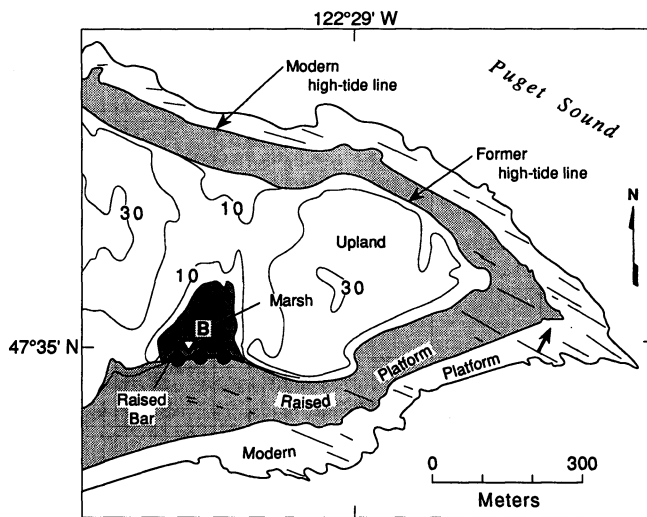 122°29' W
Puget Sound
Modern
high-tide line
Former
high-tide line
N
30
10
Upland
10
30
Marsh
B
47°35' N
Platform
Platform
Raised
Bar
Raised
Modern
0 300
Meters